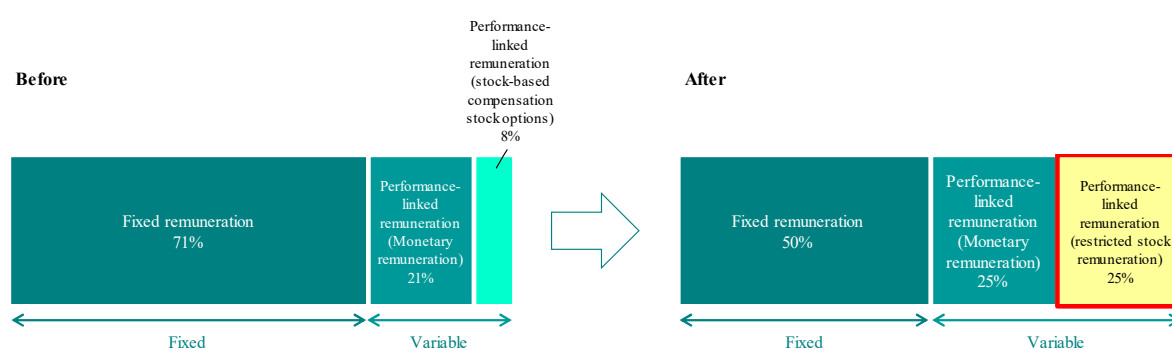 Before
Performance-
linked
remuneration
(stock-based
compensation
stock options)
8%
Fixed remuneration
71%
Performance-
linked
remuneration
(Monetary
remuneration)
21%
Fixed
Variable
After
Fixed remuneration
50%
Performance-
linked
remuneration
(Monetary
remuneration)
25%
Performance-
linked
remuneration
(restricted stock
remuneration)
25%
Fixed
Variable